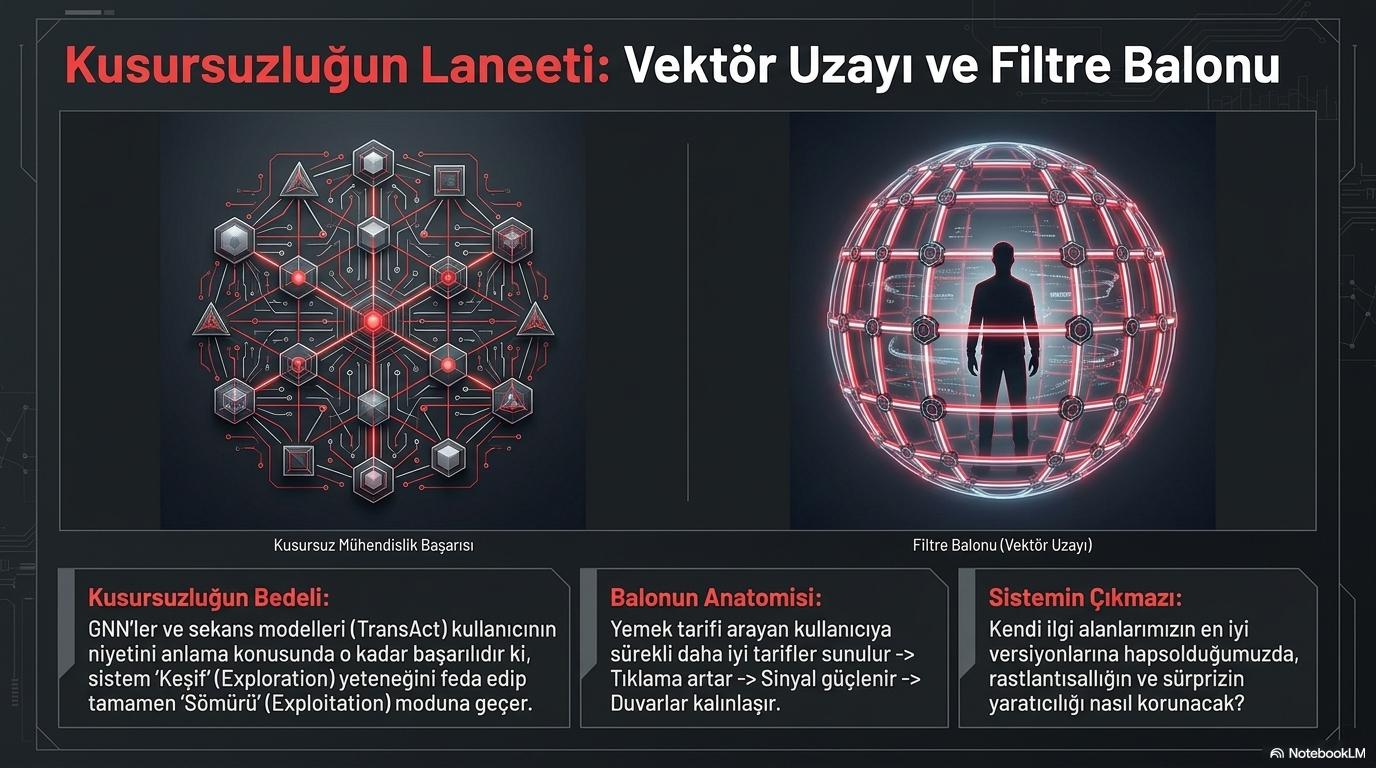 Kusursuzluğun Laneeti: Vektör Uzayı ve Filtre Balonu
Kusursuz Mühendislik Başarısı
Filtre Balonu (Vektör Uzayı)
Kusursuzluğun Bedeli:
GNN'ler ve sekans modelleri (TransAct) kullanıcının
niyetini anlama konusunda o kadar başarılıdır ki,
sistem 'Keşif' (Exploration) yeteneğini feda edip
tamamen 'Sömürü' (Exploitation) moduna geçer.
Balonun Anatomisi:
Yemek tarifi arayan kullanıcıya
sürekli daha iyi tarifler sunulur ->
Tıklama artar -> Sinyal güçlenir ->
Duvarlar kalınlaşır.
Sistemin Çıkmazı:
Kendi ilgi alanlarımızın en iyi
versiyonlarına hapsolduğumuzda,
rastlantısallığın ve sürprizin
yaratıcılığı nasıl korunacak?
NotebookLM